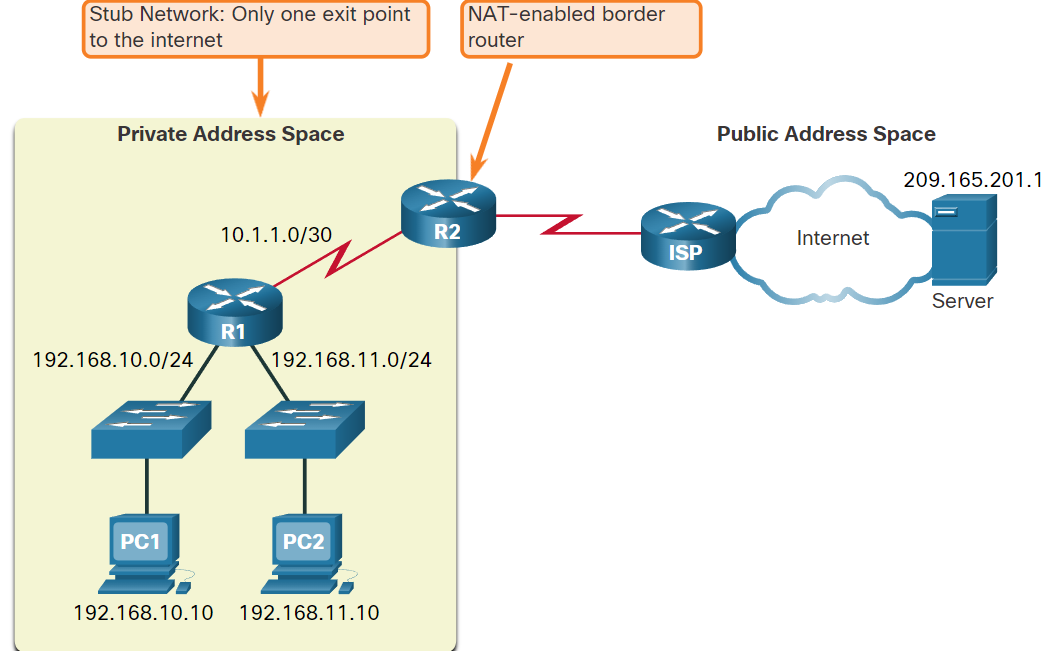 Stub Network: Only one exit point
to the internet
NAT-enabled border
router
Private Address Space
Public Address Space
209.165.201.1
R2
10.1.1.0/30
Internet
ISP
Server
R1
192.168.10.0/24
192.168.11.0/24
PC1
PC2
192.168.10.10
192.168.11.10